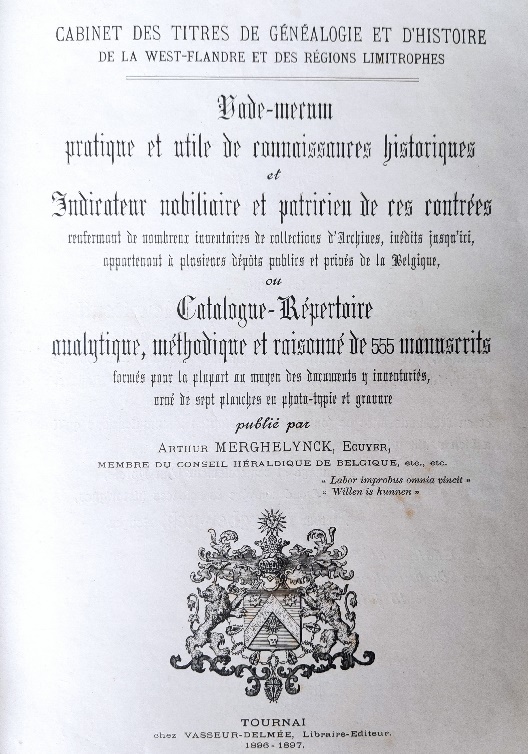 CABINET DES TITRES DE GÉNÉALOGIE ET D'HISTOIRE
DE LA WEST-FLANDRE ET DES RÉGIONS LIMITROPHES
Vade-mecum
pratique et utile de connaissances historiques
et
Indicateur nobiliaire et patricien de ces contrées
renfermant de nombreux inventaires de collections d'Archives, inédits jusqu'ici,
appartenant à plusieurs dépôts publics et privés de la Belgique,
ou
Catalogue-Répertoire
analytique, méthodique et raisonné de 555 manuscrits
formés pour la plupart au moyen des documents y inventoriés,
orné de sept planches en photo-typie et gravure
publié par
ARTHUR MERGHELYNCK, ECUYER,
MEMBRE DU CONSEIL HÉRALDIQUE DE BELGIQUE, etc., etc.
« Labor improbus omnia vincit »
« Willen is kunnen »
TOURNAI
chez VASSEUR-DELMÉE, Libraire-Editeur.
1896-1897.